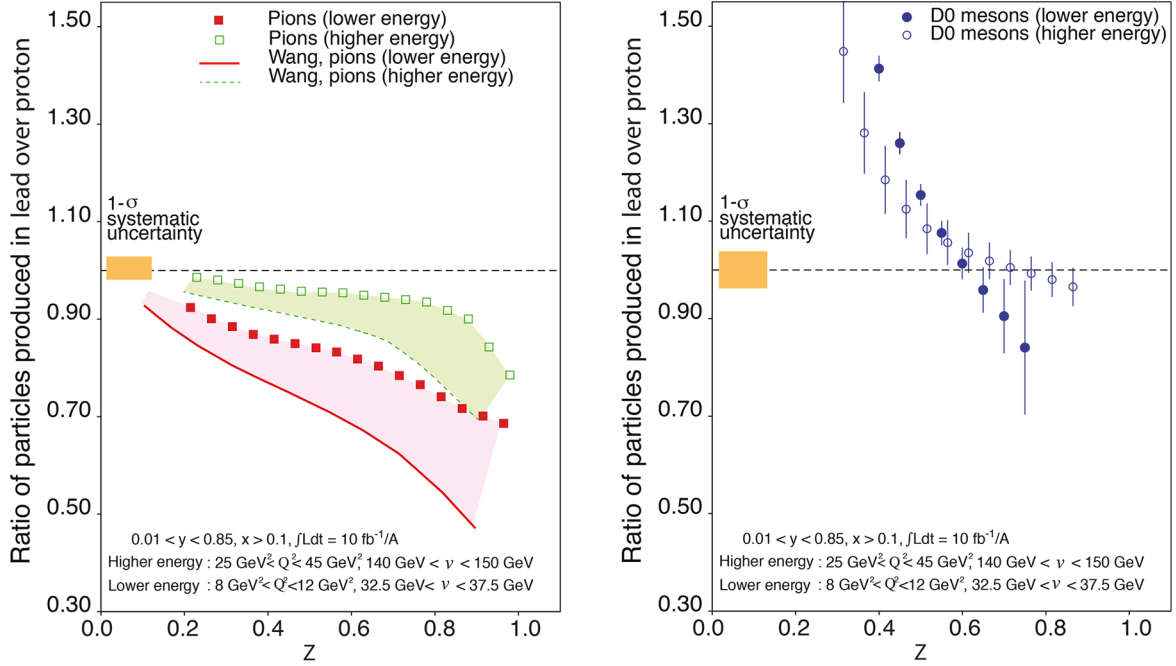 Ratio of particles produced in lead over proton
1.50
1.30
1.10
0.90
0.70
0.50
0.30
Pions (lower energy)
Pions (higher energy)
Wang, pions (lower energy)
Wang, pions (higher energy)
1-σ
systematic
uncertainty
0.01 < y < 0.85, x > 0.1, ∫Ldt = 10 fb⁻¹/A
Higher energy : 25 GeV² < Q² < 45 GeV², 140 GeV < ν < 150 GeV
Lower energy : 8 GeV² < Q² <12 GeV², 32.5 GeV < ν < 37.5 GeV
0.0 0.2 0.4 0.6 0.8 1.0
Z
Ratio of particles produced in lead over proton
1.50
1.30
1.10
0.90
0.70
0.50
0.30
D0 mesons (lower energy)
D0 mesons (higher energy)
1-σ
systematic
uncertainty
0.01 < y < 0.85, x > 0.1, ∫Ldt = 10 fb⁻¹/A
Higher energy : 25 GeV² < Q² < 45 GeV², 140 GeV < ν < 150 GeV
Lower energy : 8 GeV² < Q² <12 GeV², 32.5 GeV < ν < 37.5 GeV
0.0 0.2 0.4 0.6 0.8 1.0
Z